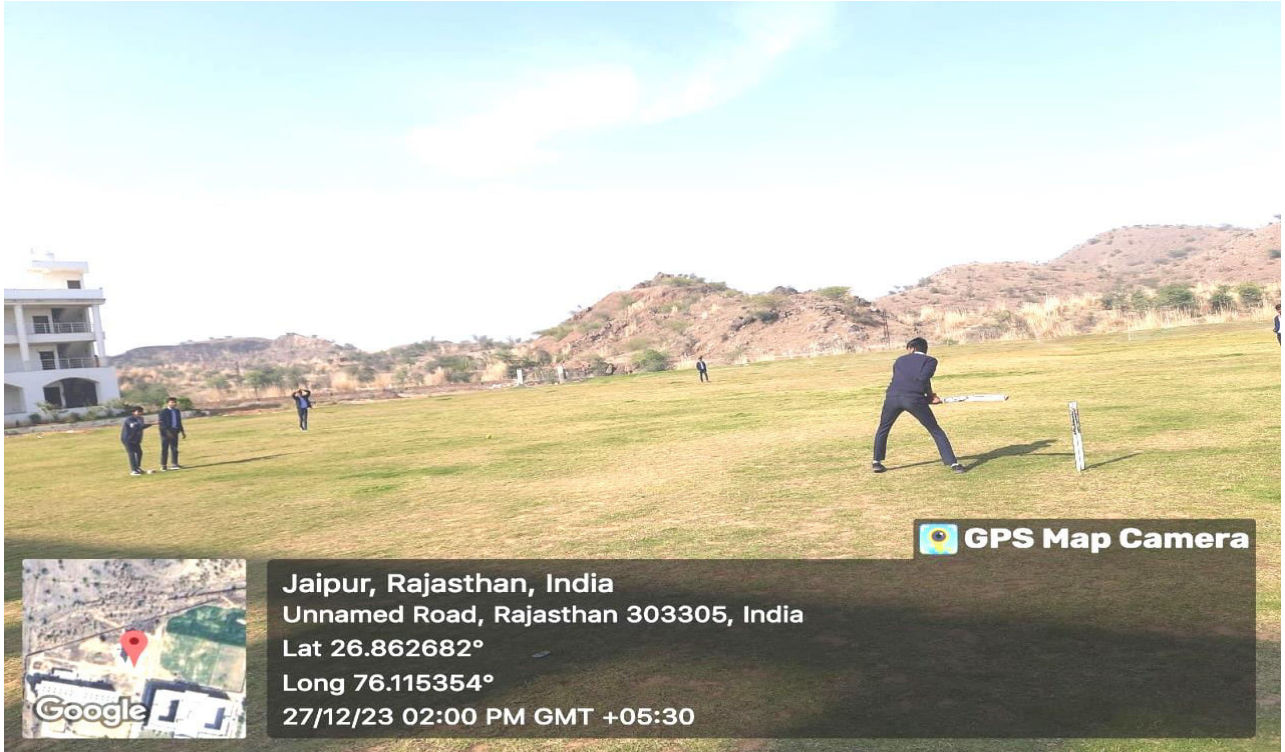 GPS Map Camera
Jaipur, Rajasthan, India
Unnamed Road, Rajasthan 303305, India
Lat 26.862682°
Long 76.115354°
27/12/23 02:00 PM GMT +05:30
Google